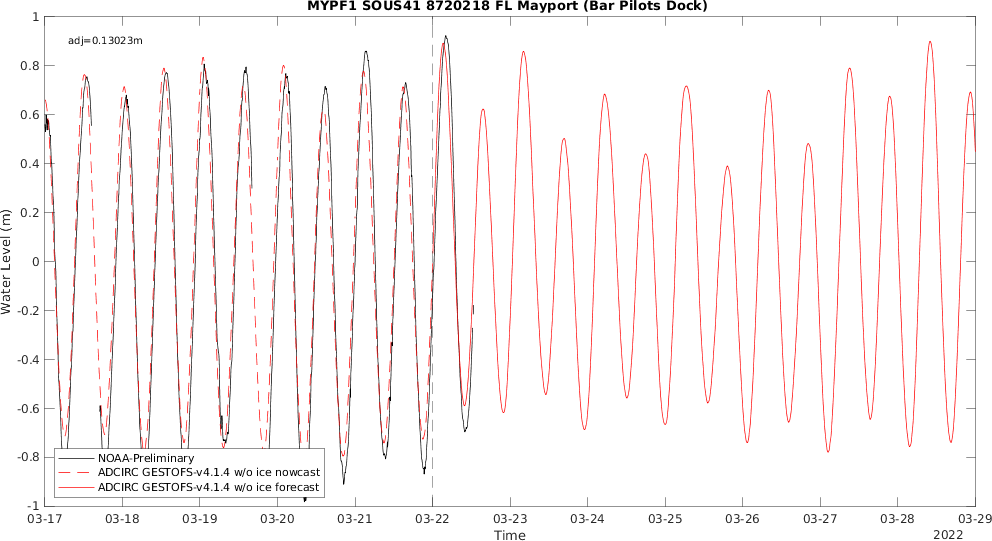 MYPF1 SOUS41 8720218 FL Mayport (Bar Pilots Dock)
adj=0.13023m
1
0.8
0.6
0.4
0.2
0
-0.2
-0.4
-0.6
-0.8
-1
Water Level (m)
NOAA-Preliminary
ADCIRC GESTOFS-v4.1.4 w/o ice nowcast
ADCIRC GESTOFS-v4.1.4 w/o ice forecast
03-17 03-18 03-19 03-20 03-21 03-22 03-23 03-24 03-25 03-26 03-27 03-28 03-29
Time
2022